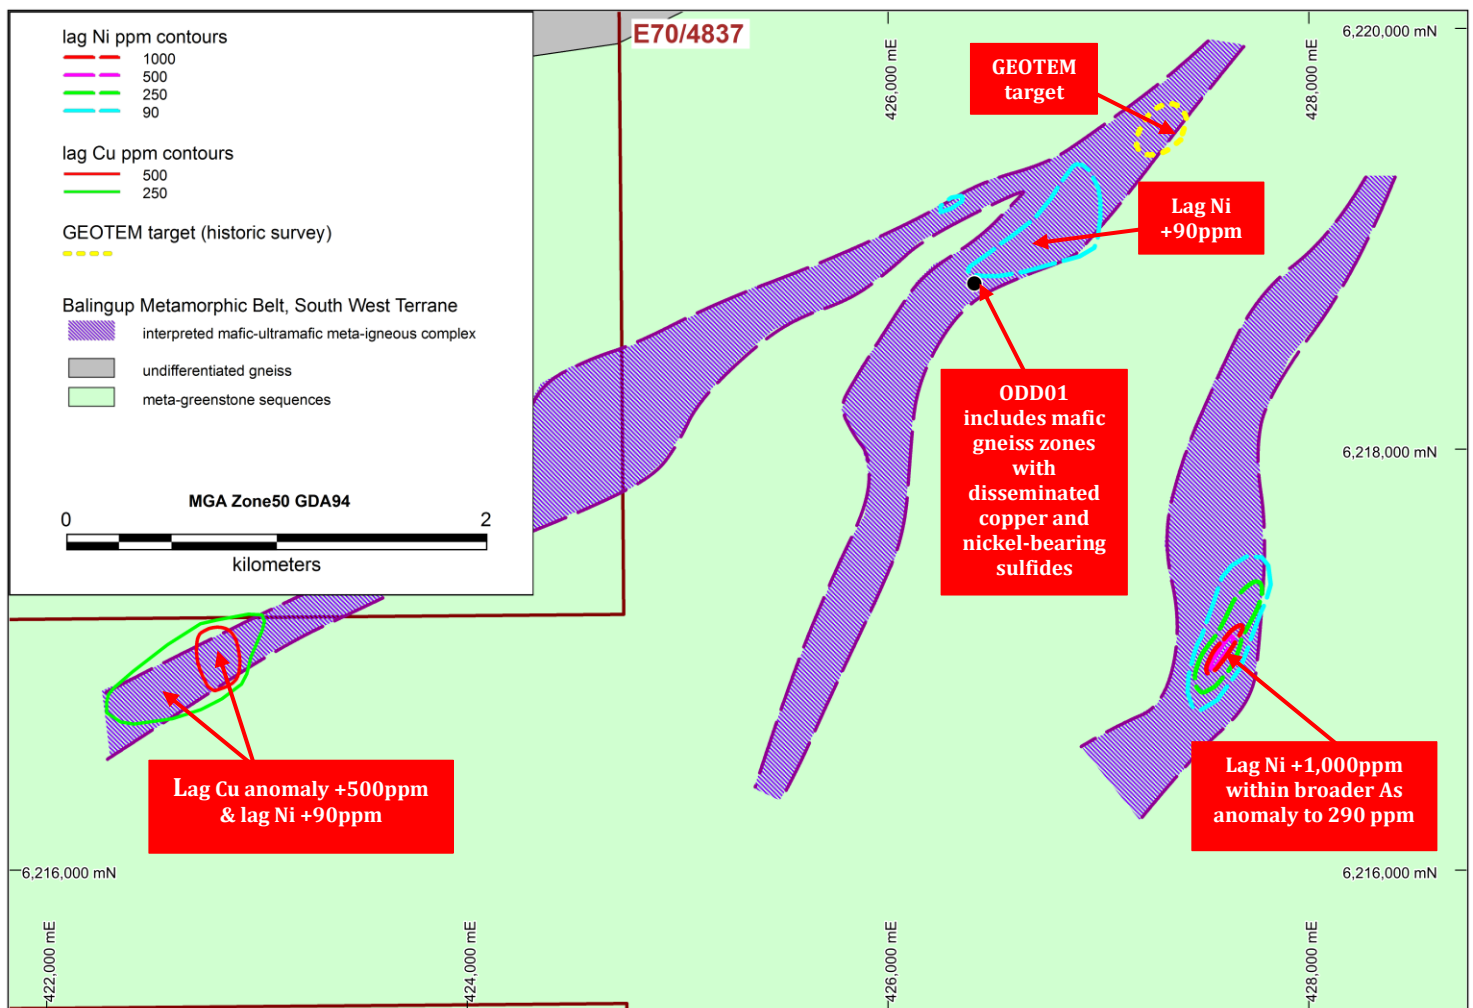 lag Ni ppm contours
1000
500
250
90
lag Cu ppm contours
500
250
GEOTEM target (historic survey)
Balingup Metamorphic Belt, South West Terrane
interpreted mafic-ultramafic meta-igneous complex
undifferentiated gneiss
meta-greenstone sequences
MGA Zone50 GDA94
0
2
kilometers
E70/4837
426,000 mE
428,000 mE
6,220,000 mN
GEOTEM
target
Lag Ni
+90ppm
ODD01
includes mafic
gneiss zones
with
disseminated
copper and
nickel-bearing
sulfides
6,218,000 mN
Lag Cu anomaly +500ppm
& lag Ni +90ppm
Lag Ni +1,000ppm
within broader As
anomaly to 290 ppm
6,216,000 mN
6,216,000 mN
422,000 mE
424,000 mE
426,000 mE
428,000 mE